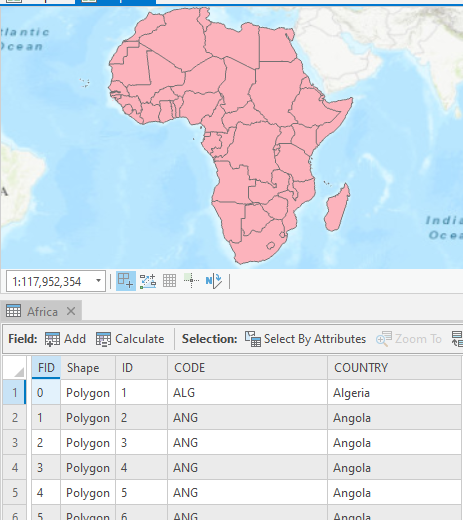 tlantic
Ocean
A
Indi
Ocea
1:117,952,354
Africa
Field: Add Calculate Selection: Select By Attributes Zoom To
FID Shape ID CODE COUNTRY
1 0 Polygon 1 ALG Algeria
2 1 Polygon 2 ANG Angola
3 2 Polygon 3 ANG Angola
4 3 Polygon 4 ANG Angola
5 4 Polygon 5 ANG Angola
6 5 Polygon 6 ANG Angola